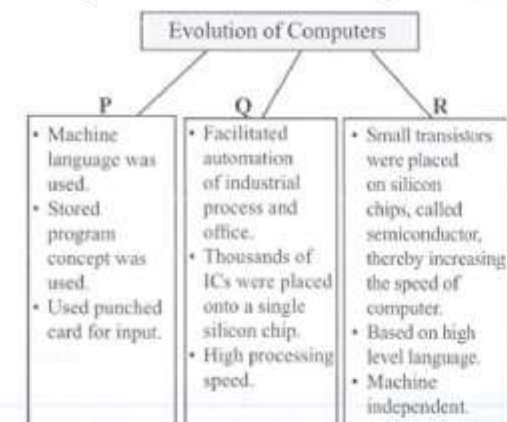 Evolution of Computers
P
• Machine
language was
used.
• Stored
program
concept was
used.
• Used punched
card for input.
Q
• Facilitated
automation
of industrial
process and
office.
• Thousands of
ICs were placed
onto a single
silicon chip.
• High processing
speed.
R
• Small transistors
were placed
on silicon
chips, called
semiconductor,
thereby increasing
the speed of
computer.
• Based on high
level language.
• Machine
independent.